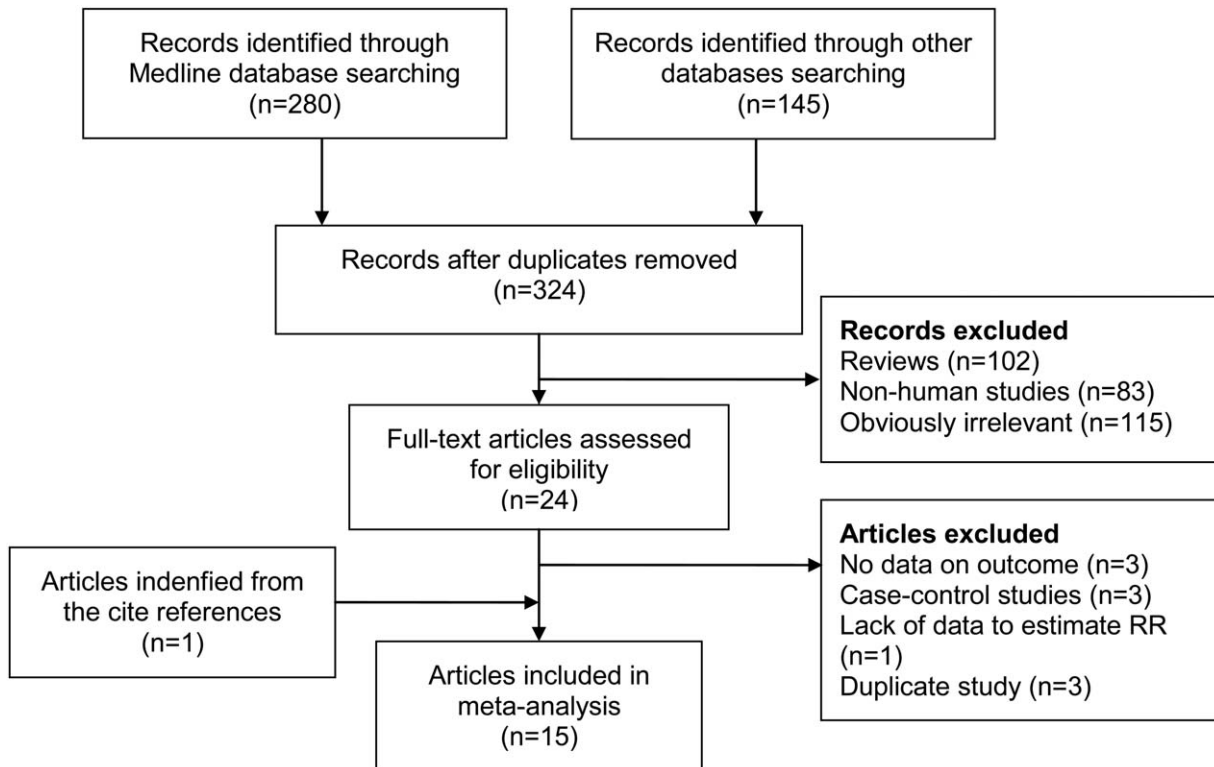 Records identified through
Medline database searching
(n=280)
Records identified through other
databases searching
(n=145)
Records after duplicates removed
(n=324)
Records excluded
Reviews (n=102)
Non-human studies (n=83)
Obviously irrelevant (n=115)
Full-text articles assessed
for eligibility
(n=24)
Articles excluded
No data on outcome (n=3)
Case-control studies (n=3)
Lack of data to estimate RR
(n=1)
Duplicate study (n=3)
Articles indenfied from
the cite references
(n=1)
Articles included in
meta-analysis
(n=15)